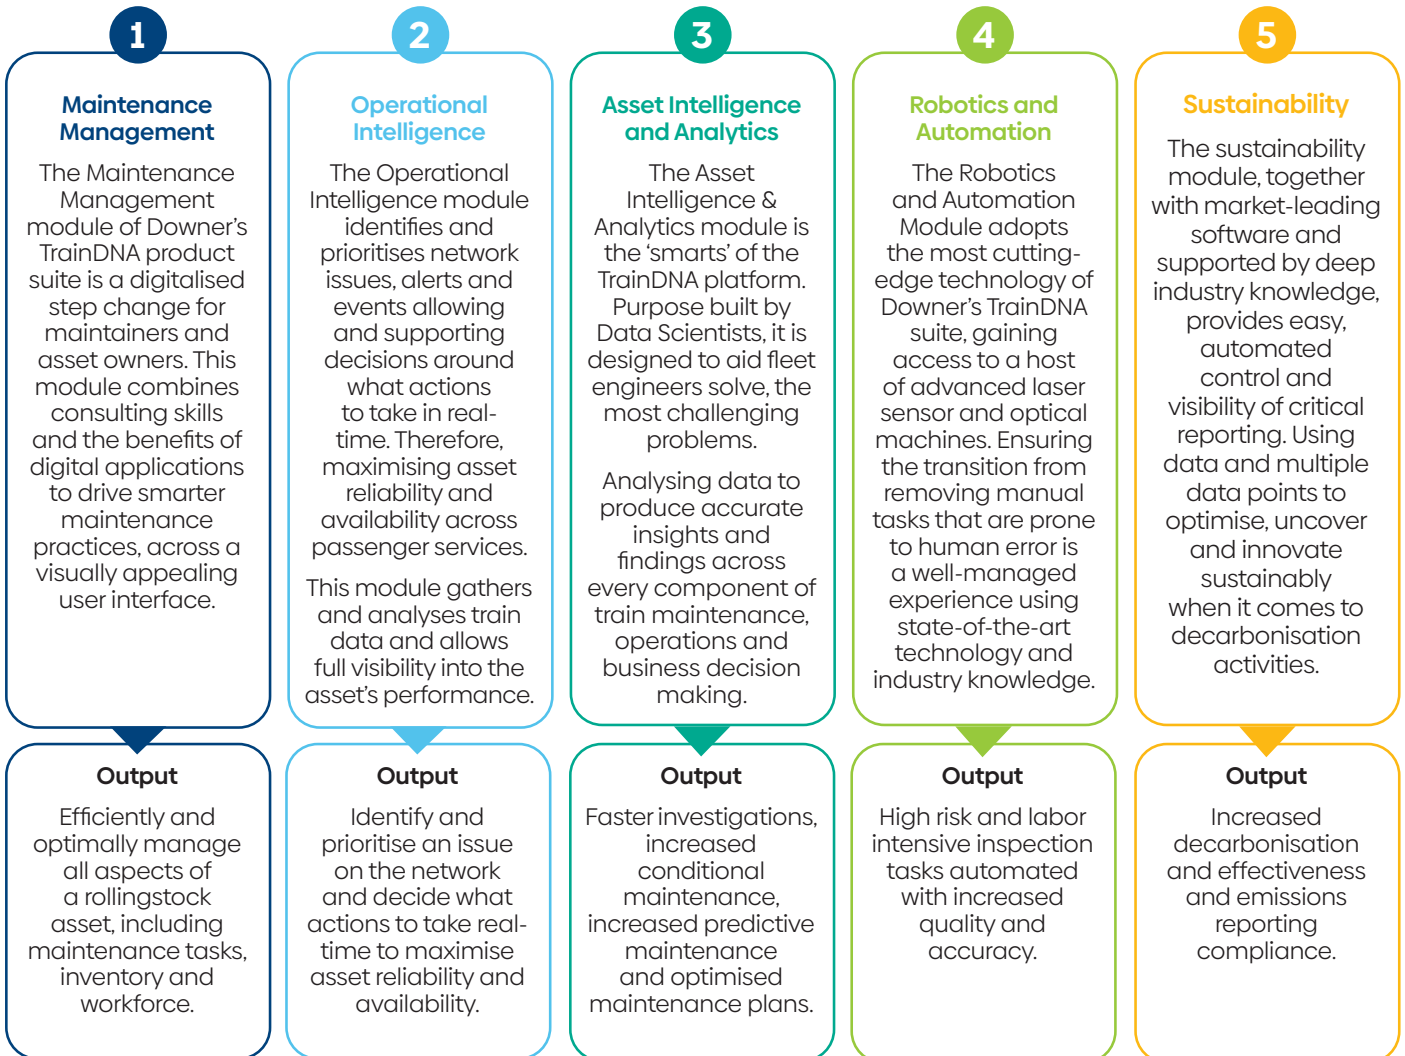 1
Maintenance
Management
The Maintenance
Management
module of Downer's
TrainDNA product
suite is a digitalised
step change for
maintainers and
asset owners. This
module combines
consulting skills
and the benefits of
digital applications
to drive smarter
maintenance
practices, across a
visually appealing
user interface.
Output
Efficiently and
optimally manage
all aspects of
a rollingstock
asset, including
maintenance tasks,
inventory and
workforce.
2
Operational
Intelligence
The Operational
Intelligence module
identifies and
prioritises network
issues, alerts and
events allowing
and supporting
decisions around
what actions
to take in real-
time. Therefore,
maximising asset
reliability and
availability across
passenger services.
This module gathers
and analyses train
data and allows
full visibility into the
asset's performance.
Output
Identify and
prioritise an issue
on the network
and decide what
actions to take real-
time to maximise
asset reliability and
availability.
3
Asset Intelligence
and Analytics
The Asset
Intelligence &
Analytics module is
the 'smarts' of the
TrainDNA platform.
Purpose built by
Data Scientists, it is
designed to aid fleet
engineers solve, the
most challenging
problems.
Analysing data to
produce accurate
insights and
findings across
every component of
train maintenance,
operations and
business decision
making.
Output
Faster investigations,
increased
conditional
maintenance,
increased predictive
maintenance
and optimised
maintenance plans.
4
Robotics and
Automation
The Robotics
and Automation
Module adopts
the most cutting-
edge technology of
Downer's TrainDNA
suite, gaining
access to a host
of advanced laser
sensor and optical
machines. Ensuring
the transition from
removing manual
tasks that are prone
to human error is
a well-managed
experience using
state-of-the-art
technology and
industry knowledge.
Output
High risk and labor
intensive inspection
tasks automated
with increased
quality and
accuracy.
5
Sustainability
The sustainability
module, together
with market-leading
software and
supported by deep
industry knowledge,
provides easy,
automated
control and
visibility of critical
reporting. Using
data and multiple
data points to
optimise, uncover
and innovate
sustainably
when it comes to
decarbonisation
activities.
Output
Increased
decarbonisation
and effectiveness
and emissions
reporting
compliance.